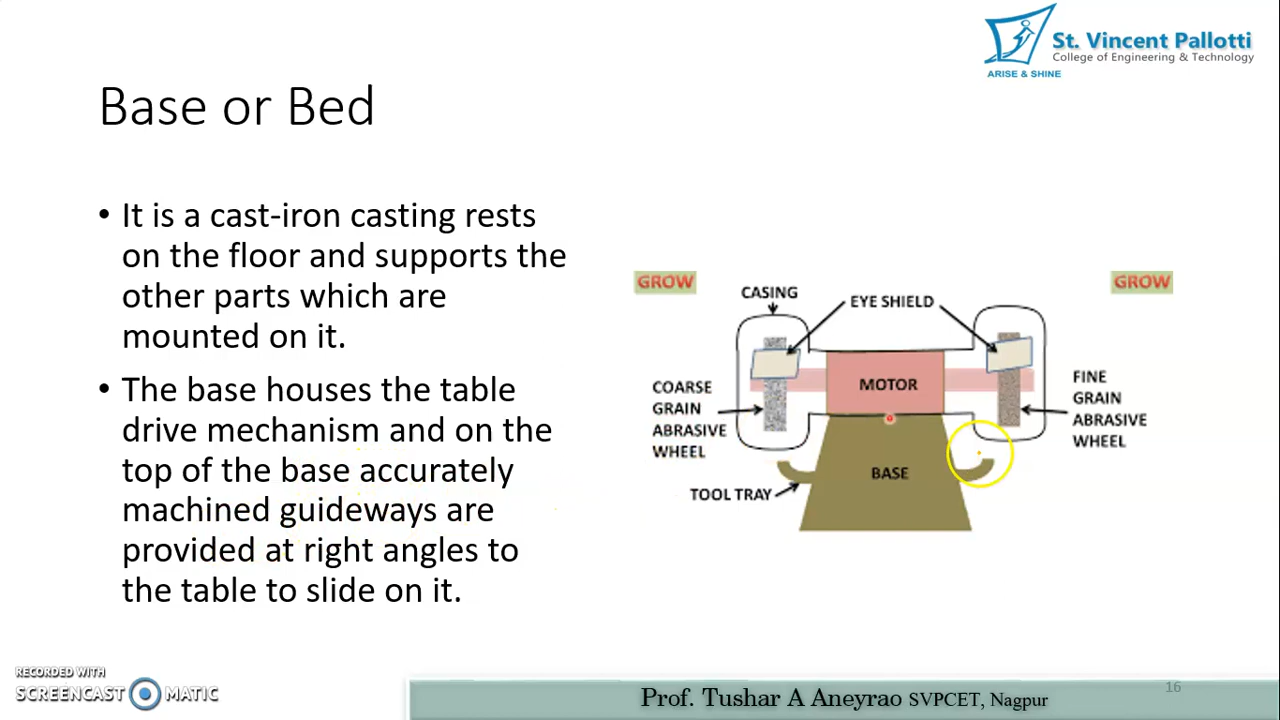 St. Vincent Pallotti
College of Engineering & Technology
ARISE & SHINE
Base or Bed
• It is a cast-iron casting rests
on the floor and supports the
other parts which are
mounted on it.
• The base houses the table
drive mechanism and on the
top of the base accurately
machined guideways are
provided at right angles to
the table to slide on it.
GROW
GROW
CASING
EYE SHIELD
MOTOR
COARSE
GRAIN
ABRASIVE
WHEEL
FINE
GRAIN
ABRASIVE
WHEEL
BASE
TOOL TRAY
RECORDED WITH
SCREENCAST MATIC
Prof. Tushar A Aneyrao SVPCET, Nagpur
16